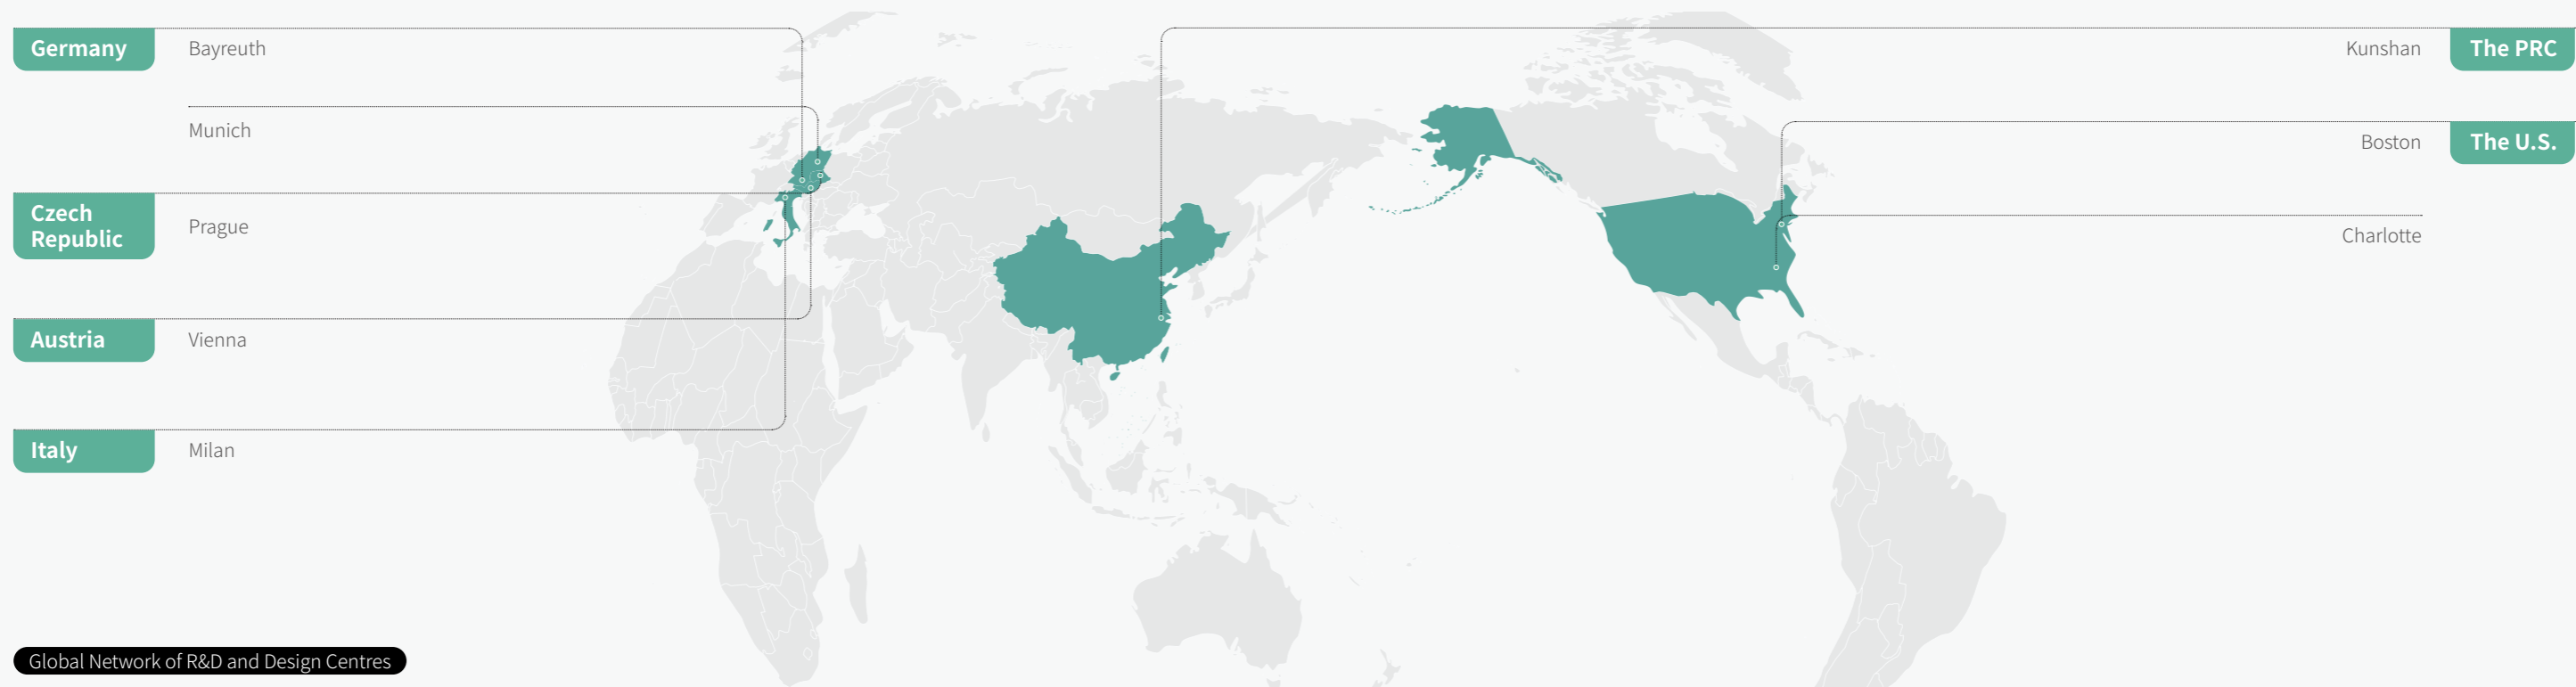 Germany
Bayreuth
Munich
Czech
Republic
Prague
Austria
Vienna
Italy
Milan
Kunshan
The PRC
Boston
The U.S.
Charlotte
Global Network of R&D and Design Centres